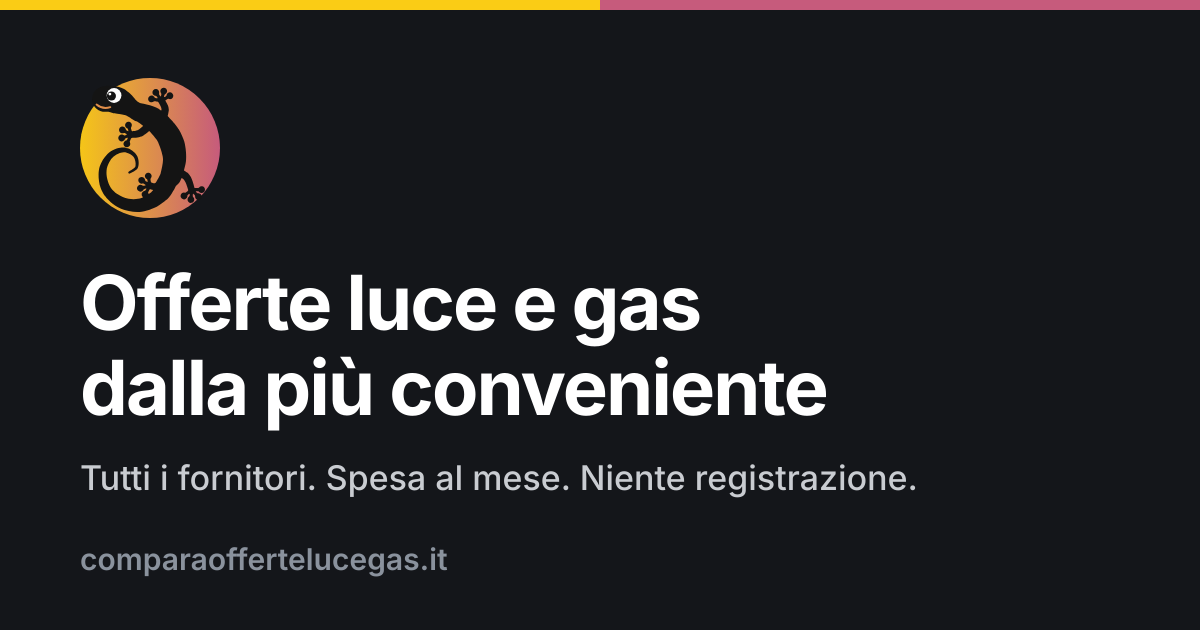 Offerte luce e gas
dalla più conveniente
Tutti i fornitori. Spesa al mese. Niente registrazione.
comparaoffertelucegas.it